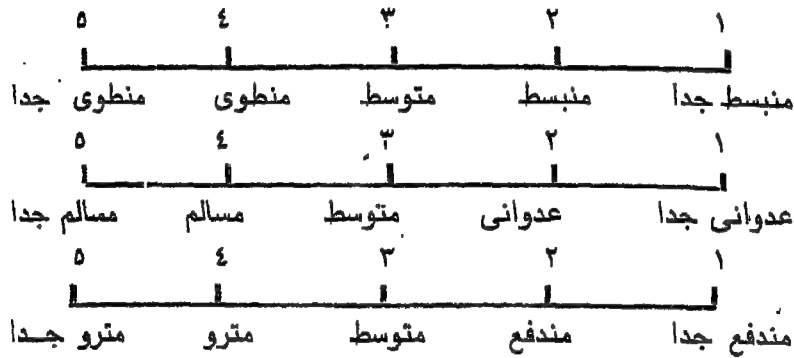 ١ ٢ ٣ ٤ ٥
منبسط جدا منبسط متوسط منطوى منطوى جدا
١ ٢ ٣ ٤ ٥
عدوانى جدا عدوانى متوسط مسالم مسالم جدا
١ ٢ ٣ ٤ ٥
مندفع جدا مندفع متوسط مترو مترو جــدا